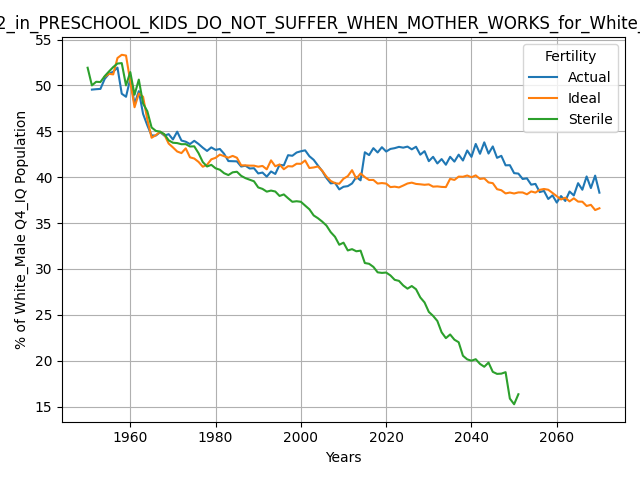 2_in_PRESCHOOL_KIDS_DO_NOT_SUFFER_WHEN_MOTHER_WORKS_for_White_
Fertility
Actual
Ideal
Sterile
% of White_Male Q4_IQ Population
55
50
45
40
35
30
25
20
15
1960
1980
2000
2020
2040
2060
Years